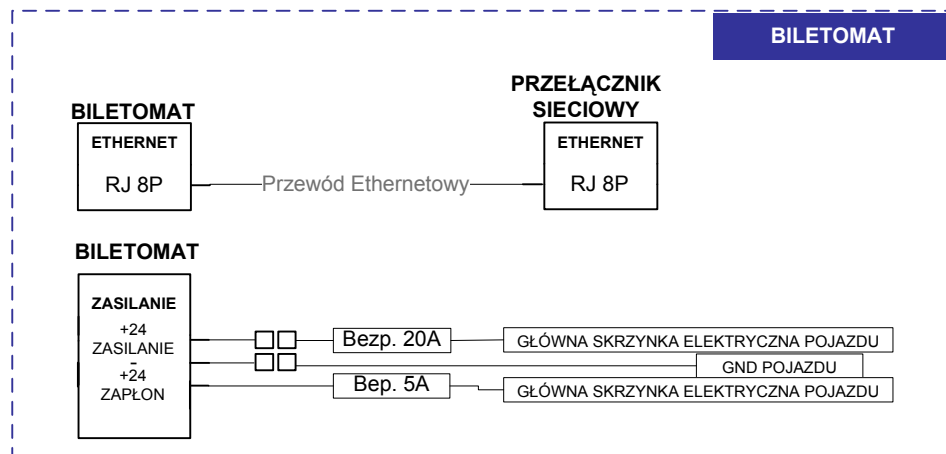 BILETOMAT
PRZEŁĄCZNIK
SIECIOWY
BILETOMAT
ETHERNET
RJ 8P
Przewód Ethernetowy
ETHERNET
RJ 8P
BILETOMAT
ZASILANIE
+24
ZASILANIE
-
+24
ZAPŁON
Bezp. 20A
GŁÓWNA SKRZYNKA ELEKTRYCZNA POJAZDU
GND POJAZDU
Bep. 5A
GŁÓWNA SKRZYNKA ELEKTRYCZNA POJAZDU